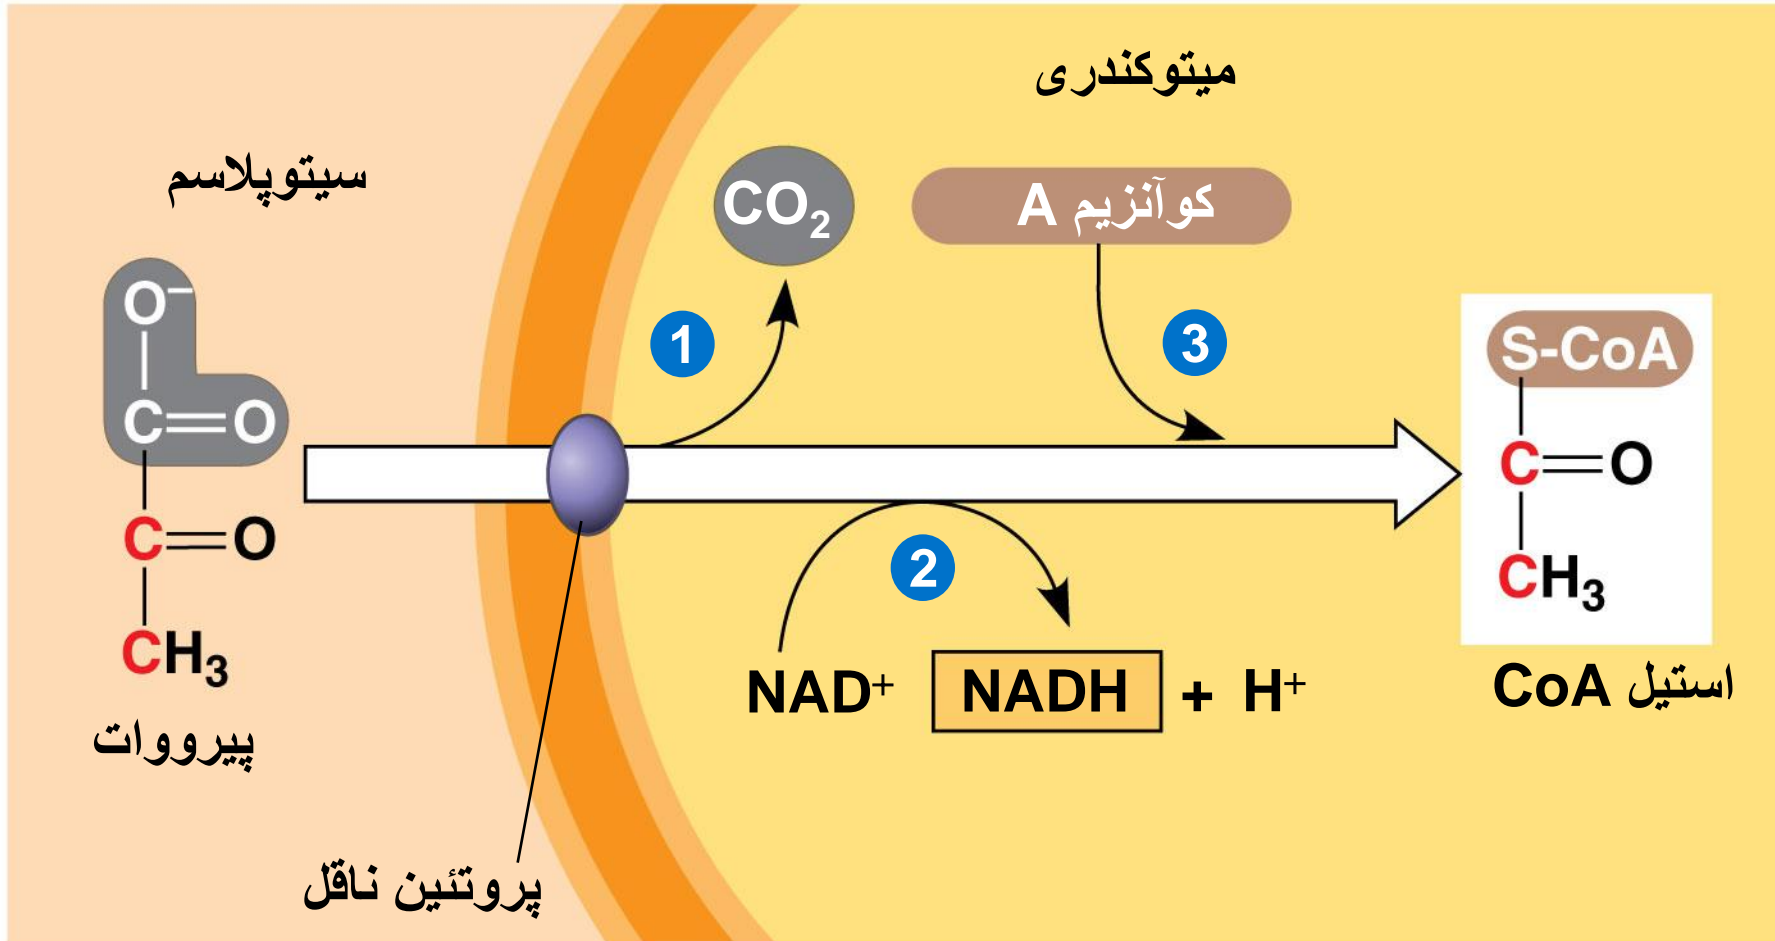 میتوکندری
سیتوپلاسم
CO₂
کوآنزیم A
O⁻
1
3
S-CoA
C=O
C=O
C=O
2
CH₃
CH₃
NAD⁺ NADH + H⁺
استیل CoA
پیرووات
پروتئین ناقل